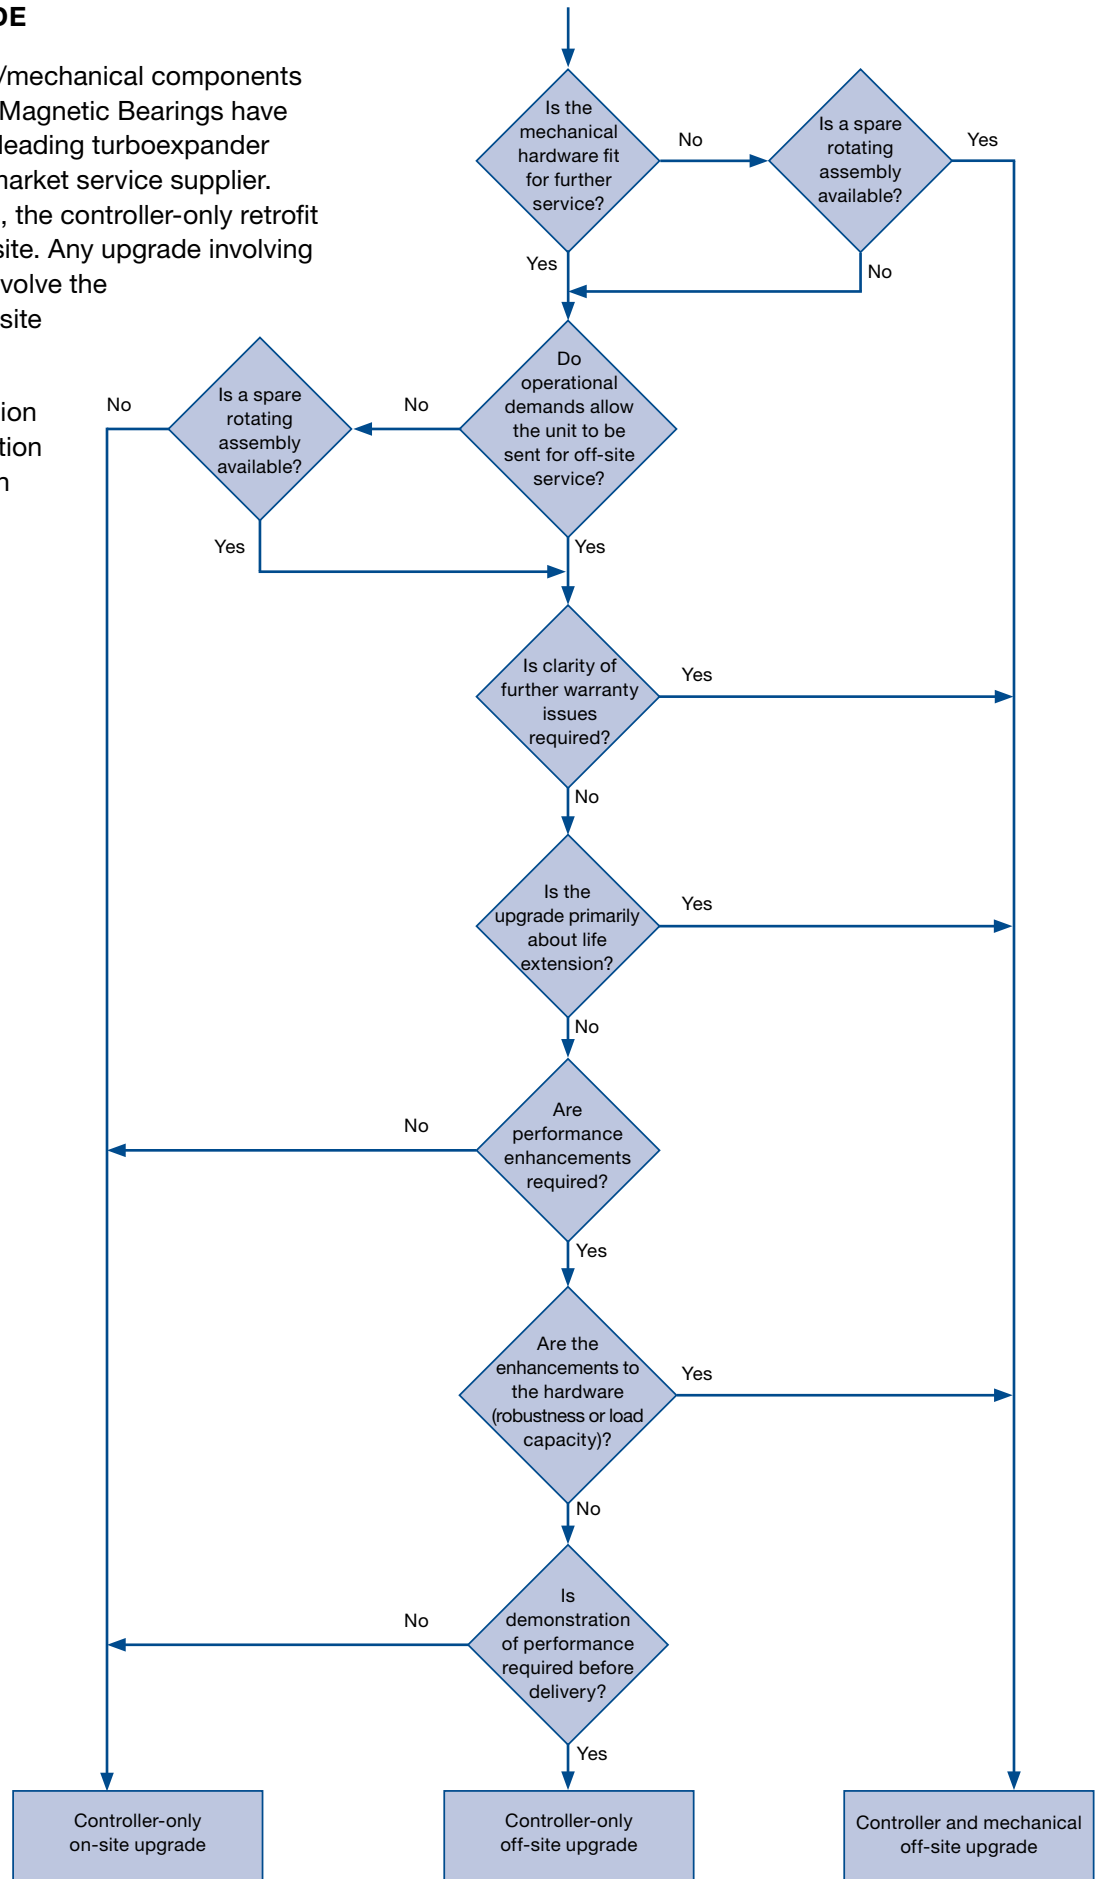 DE
/mechanical components
Magnetic Bearings have
leading turboexpander
market service supplier.
, the controller-only retrofit
site. Any upgrade involving
volve the
site
ion
tion
n
Is the
mechanical
hardware fit
for further
service?
No
Is a spare
rotating
assembly
available?
Yes
Yes
No
Do
operational
demands allow
the unit to be
sent for off-site
service?
No
Is a spare
rotating
assembly
available?
No
Yes
Yes
Is clarity of
further warranty
issues
required?
Yes
No
Is the
upgrade primarily
about life
extension?
Yes
No
Are
performance
enhancements
required?
No
Yes
Are the
enhancements to
the hardware
(robustness or load
capacity)?
Yes
No
Is
demonstration
of performance
required before
delivery?
No
Yes
Controller-only
on-site upgrade
Controller-only
off-site upgrade
Controller and mechanical
off-site upgrade